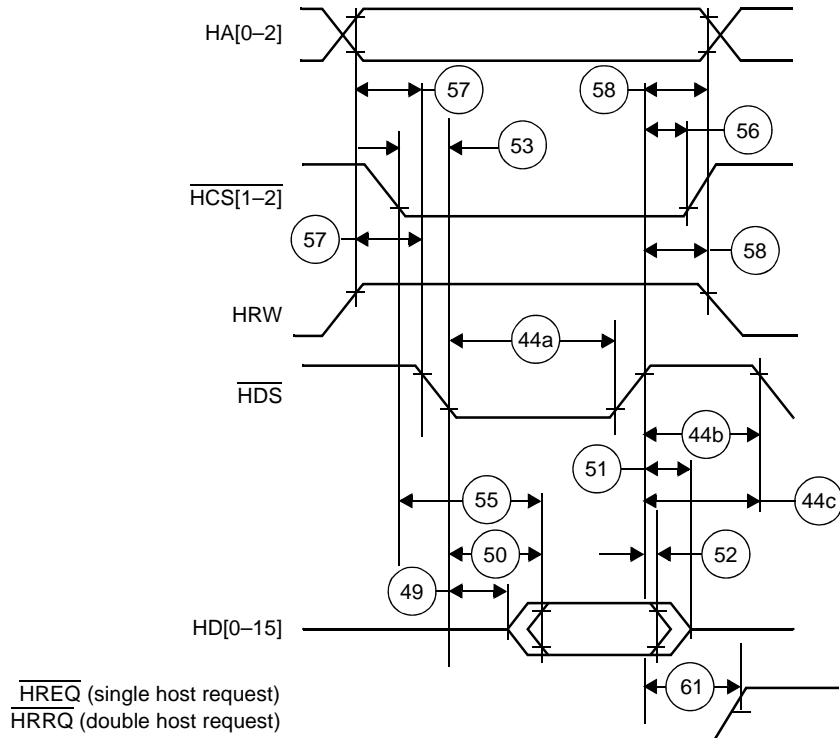 HA[0–2]
57
58
56
53
HCS[1–2]
57
58
HRW
44a
HDS
44b
51
55
44c
50
52
49
HD[0–15]
61
HREQ (single host request)
HRRQ (double host request)